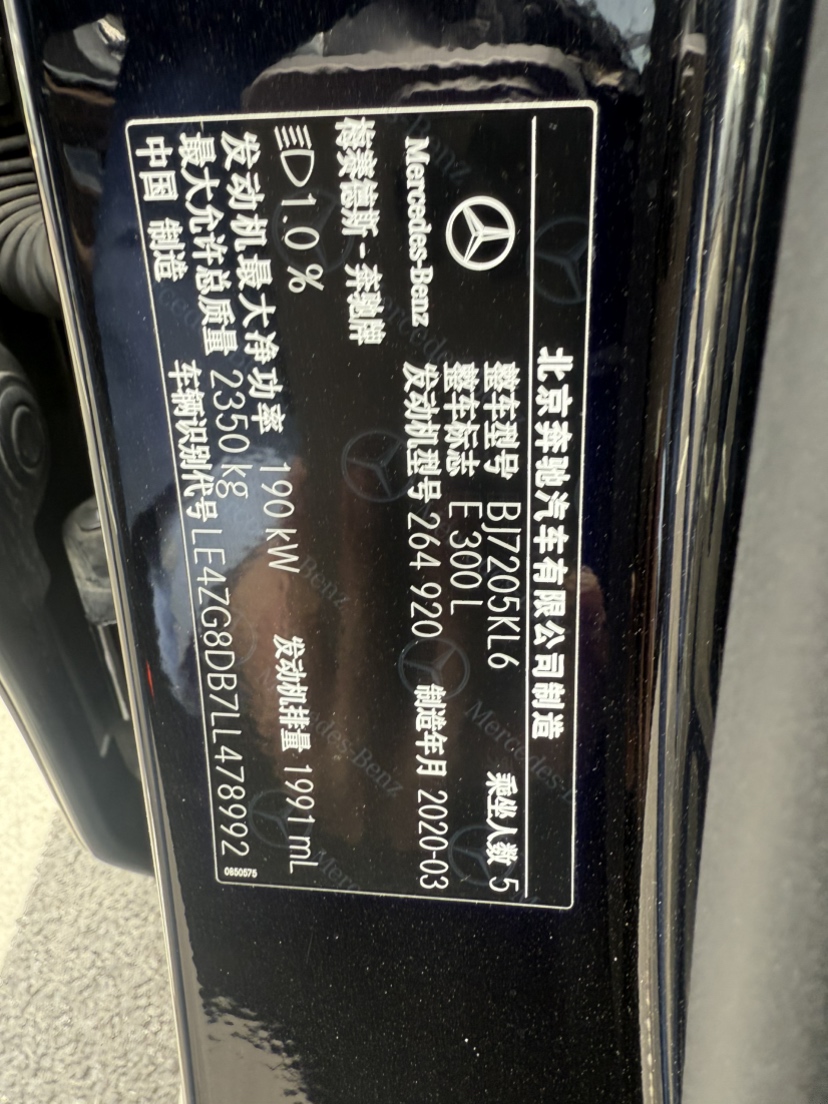 北京奔驰汽车有限公司制造
整车型号 BJ7205KL6 乘坐人数 5
整车标志 E 300 L
Mercedes-Benz 发动机型号 264 920 制造年月 2020-03
梅赛德斯-奔驰牌
1.0 %
发动机最大净功率 190 kW 发动机排量 1991 mL
最大允许总质量 2350 kg
中国 制造 车辆识别代号 LE4ZG8DB7LL478992
0850575